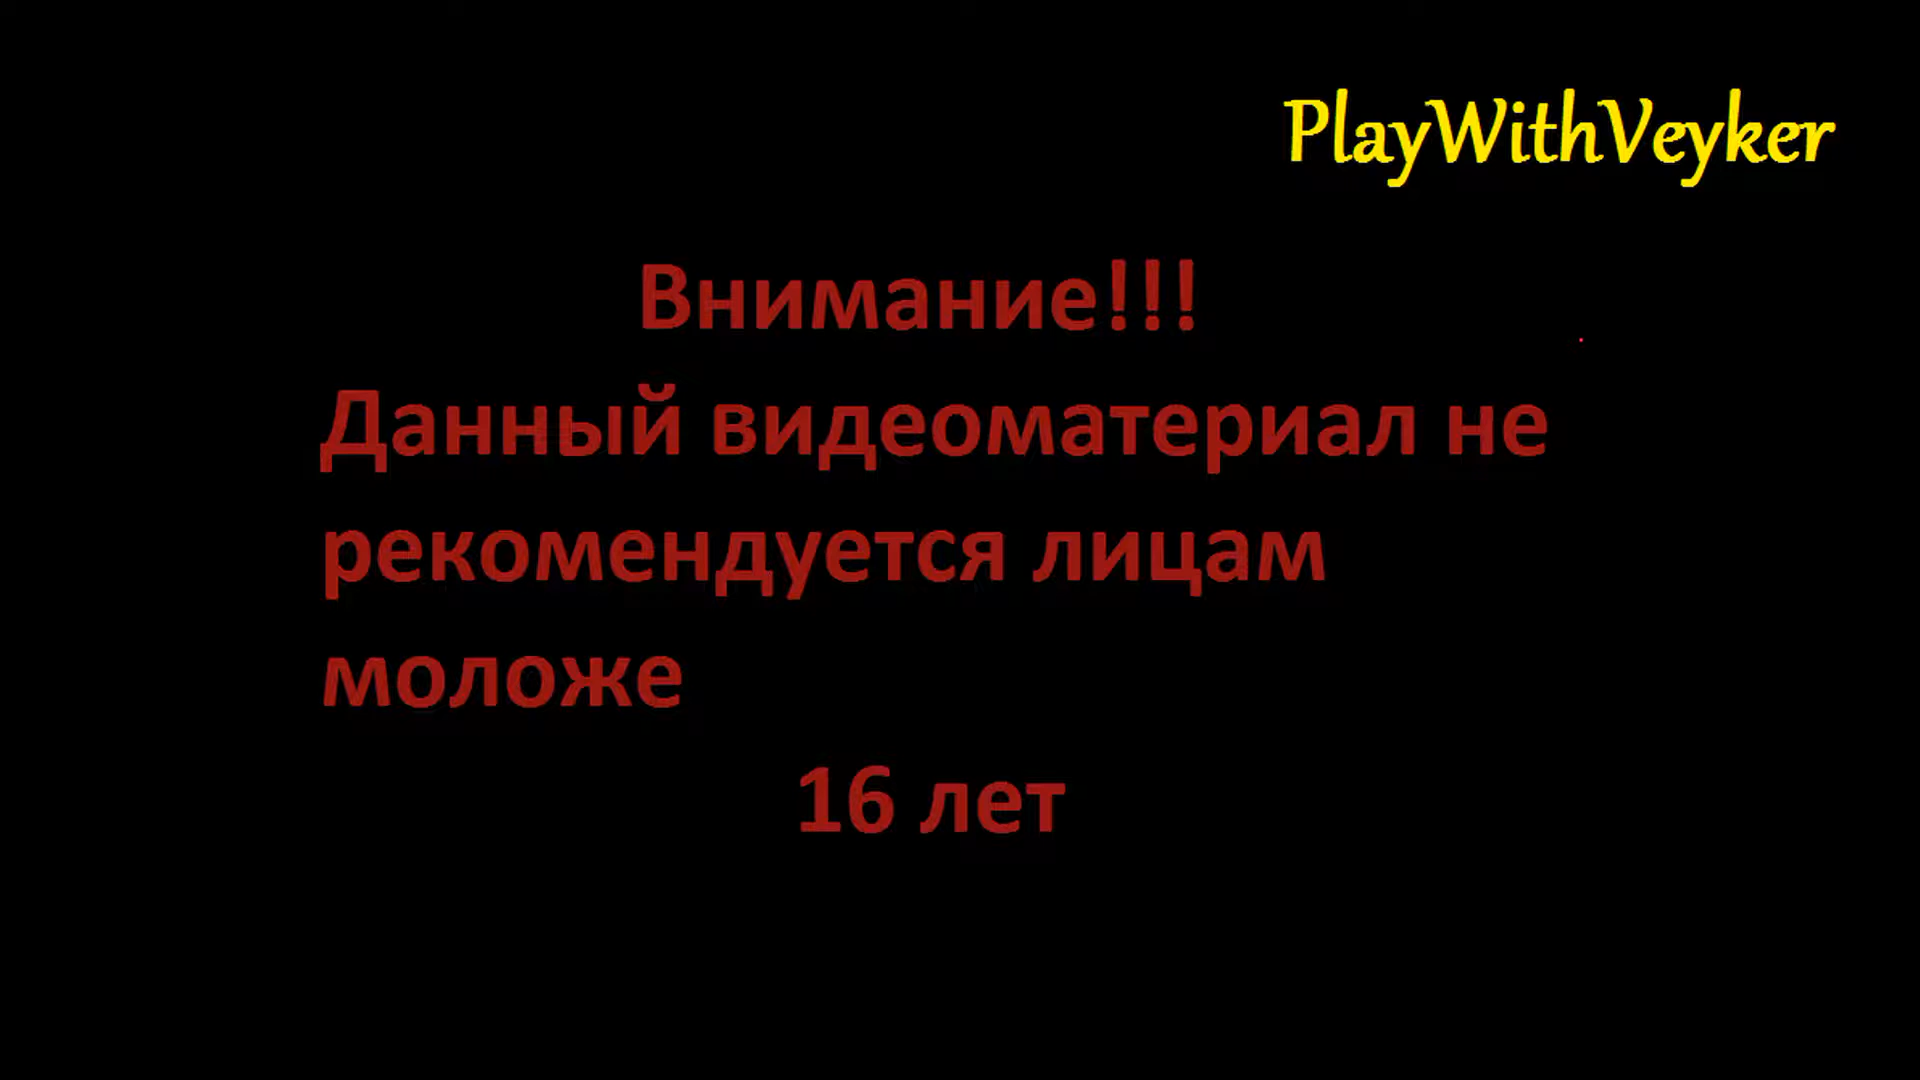 PlayWithVeyker
Внимание!!!
Данный видеоматериал не
рекомендуется лицам
моложе
16 лет